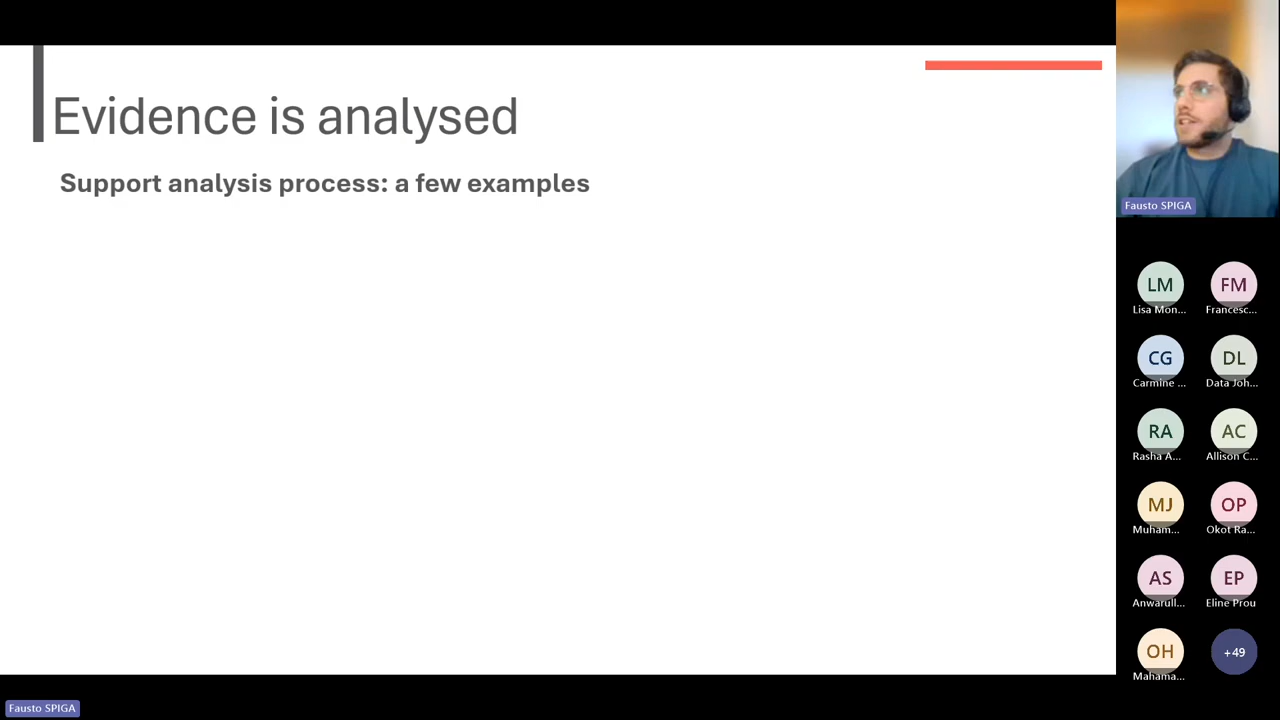 Evidence is analysed
Support analysis process: a few examples
Fausto SPIGA
LM
FM
Lisa Mon...
Francesc...
CG
DL
Carmine ...
Data Joh...
RA
AC
Rasha A...
Allison C...
MJ
OP
Muham...
Okot Ra...
AS
EP
Anwarull...
Eline Prou
OH
+49
Mahama...
Fausto SPIGA